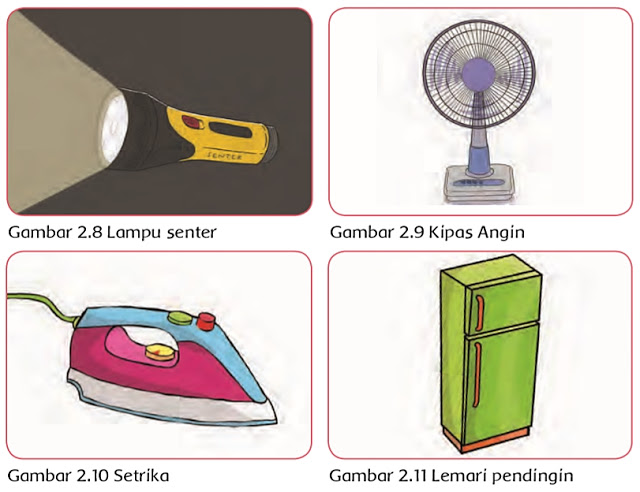 SENTER
Gambar 2.8 Lampu senter
Gambar 2.9 Kipas Angin
Gambar 2.10 Setrika
Gambar 2.11 Lemari pendingin